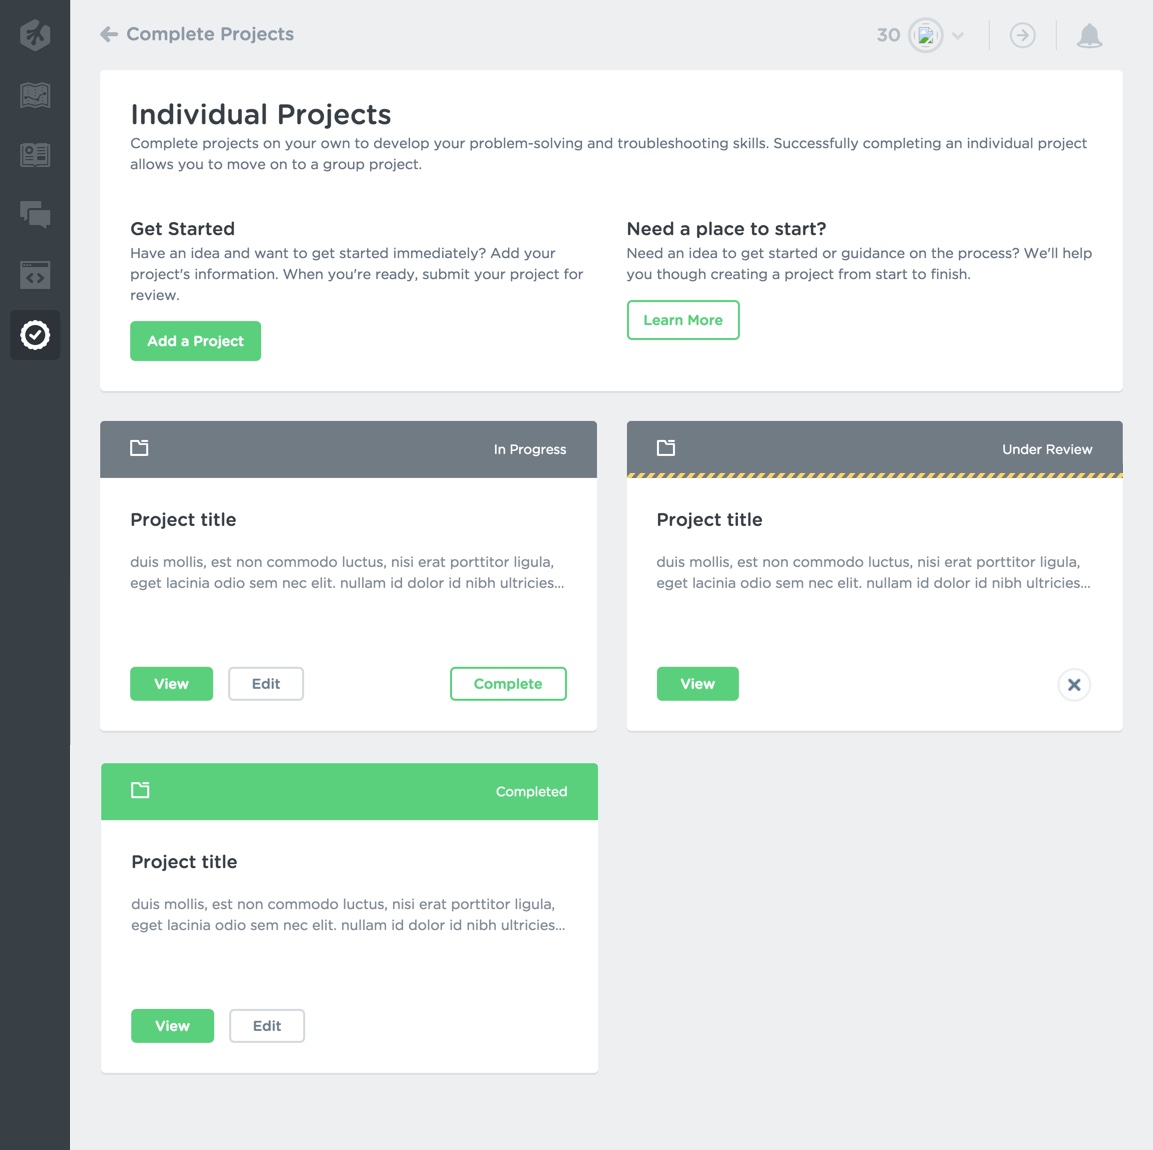 Complete Projects
30
Individual Projects
Complete projects on your own to develop your problem-solving and troubleshooting skills. Successfully completing an individual project
allows you to move on to a group project.
Get Started
Have an idea and want to get started immediately? Add your
project's information. When you're ready, submit your project for
review.
Add a Project
Need a place to start?
Need an idea to get started or guidance on the process? We'll help
you though creating a project from start to finish.
Learn More
In Progress
Project title
duis mollis, est non commodo luctus, nisi erat porttitor ligula,
eget lacinia odio sem nec elit. nullam id dolor id nibh ultricies...
View
Edit
Complete
Under Review
Project title
duis mollis, est non commodo luctus, nisi erat porttitor ligula,
eget lacinia odio sem nec elit. nullam id dolor id nibh ultricies...
View
Completed
Project title
duis mollis, est non commodo luctus, nisi erat porttitor ligula,
eget lacinia odio sem nec elit. nullam id dolor id nibh ultricies...
View
Edit